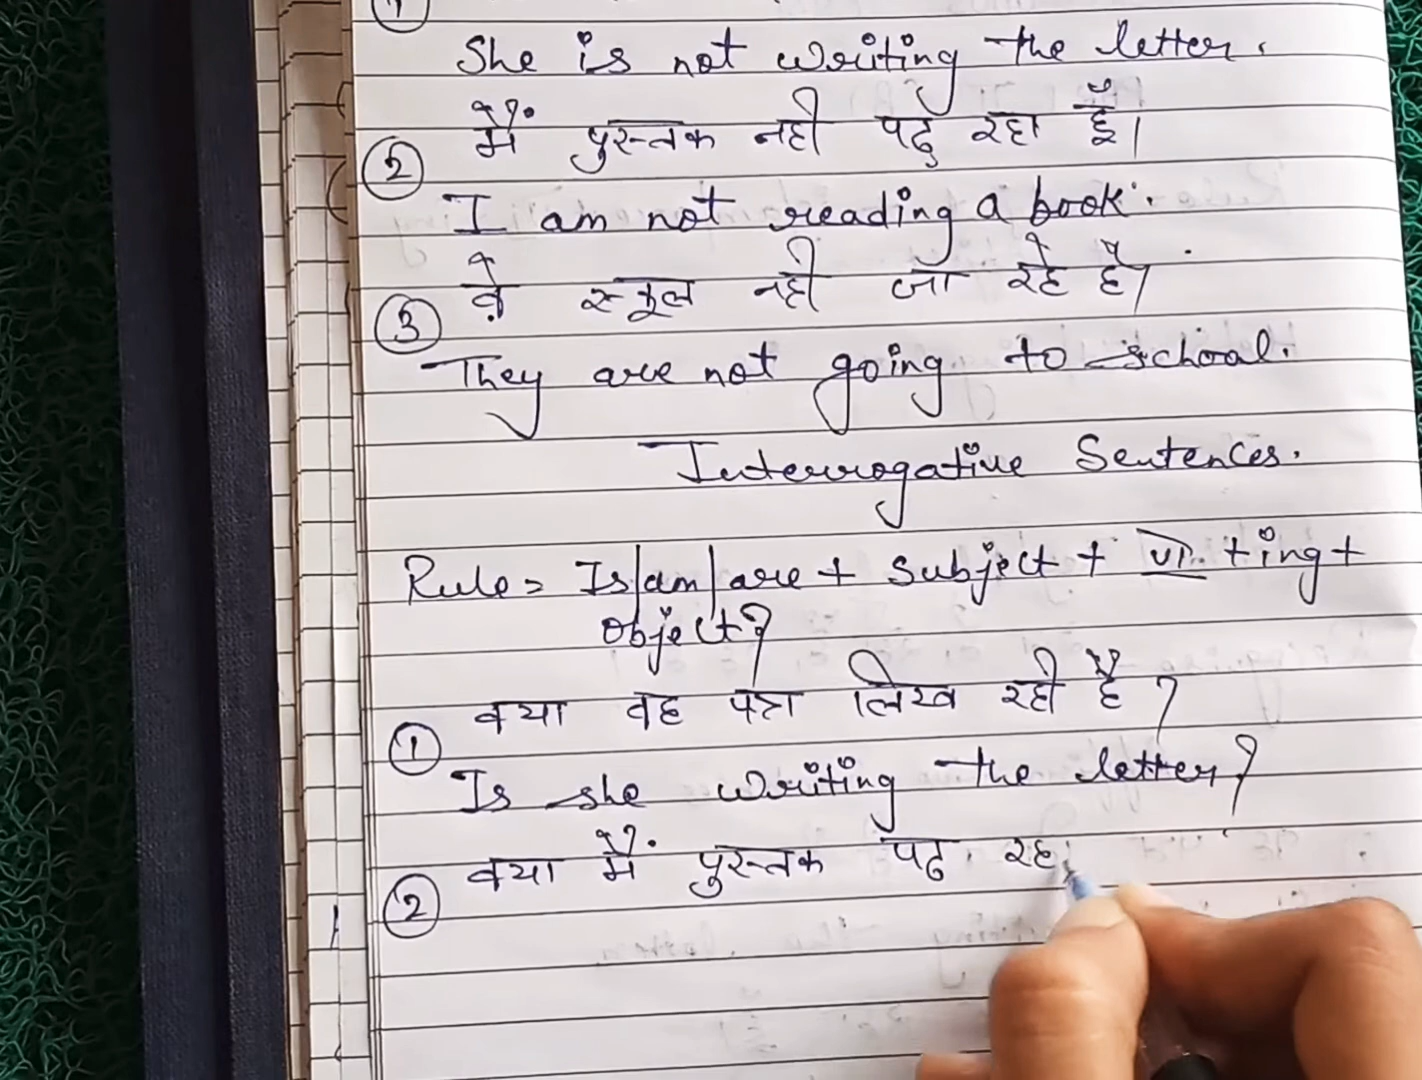 She is not writing the letter.
मैं पुस्तक नही पढ़ रहा हूँ।
② I am not reading a book.
वे स्कूल नही जा रहे है।
③ They are not going to school.
Interrogative Sentences.
Rule = Is/am/are + Subject + V1 + ing +
Object?
क्या वह पत्र लिख रही है ?
① Is she writing the letter?
क्या मैं पुस्तक पढ़ रह
②